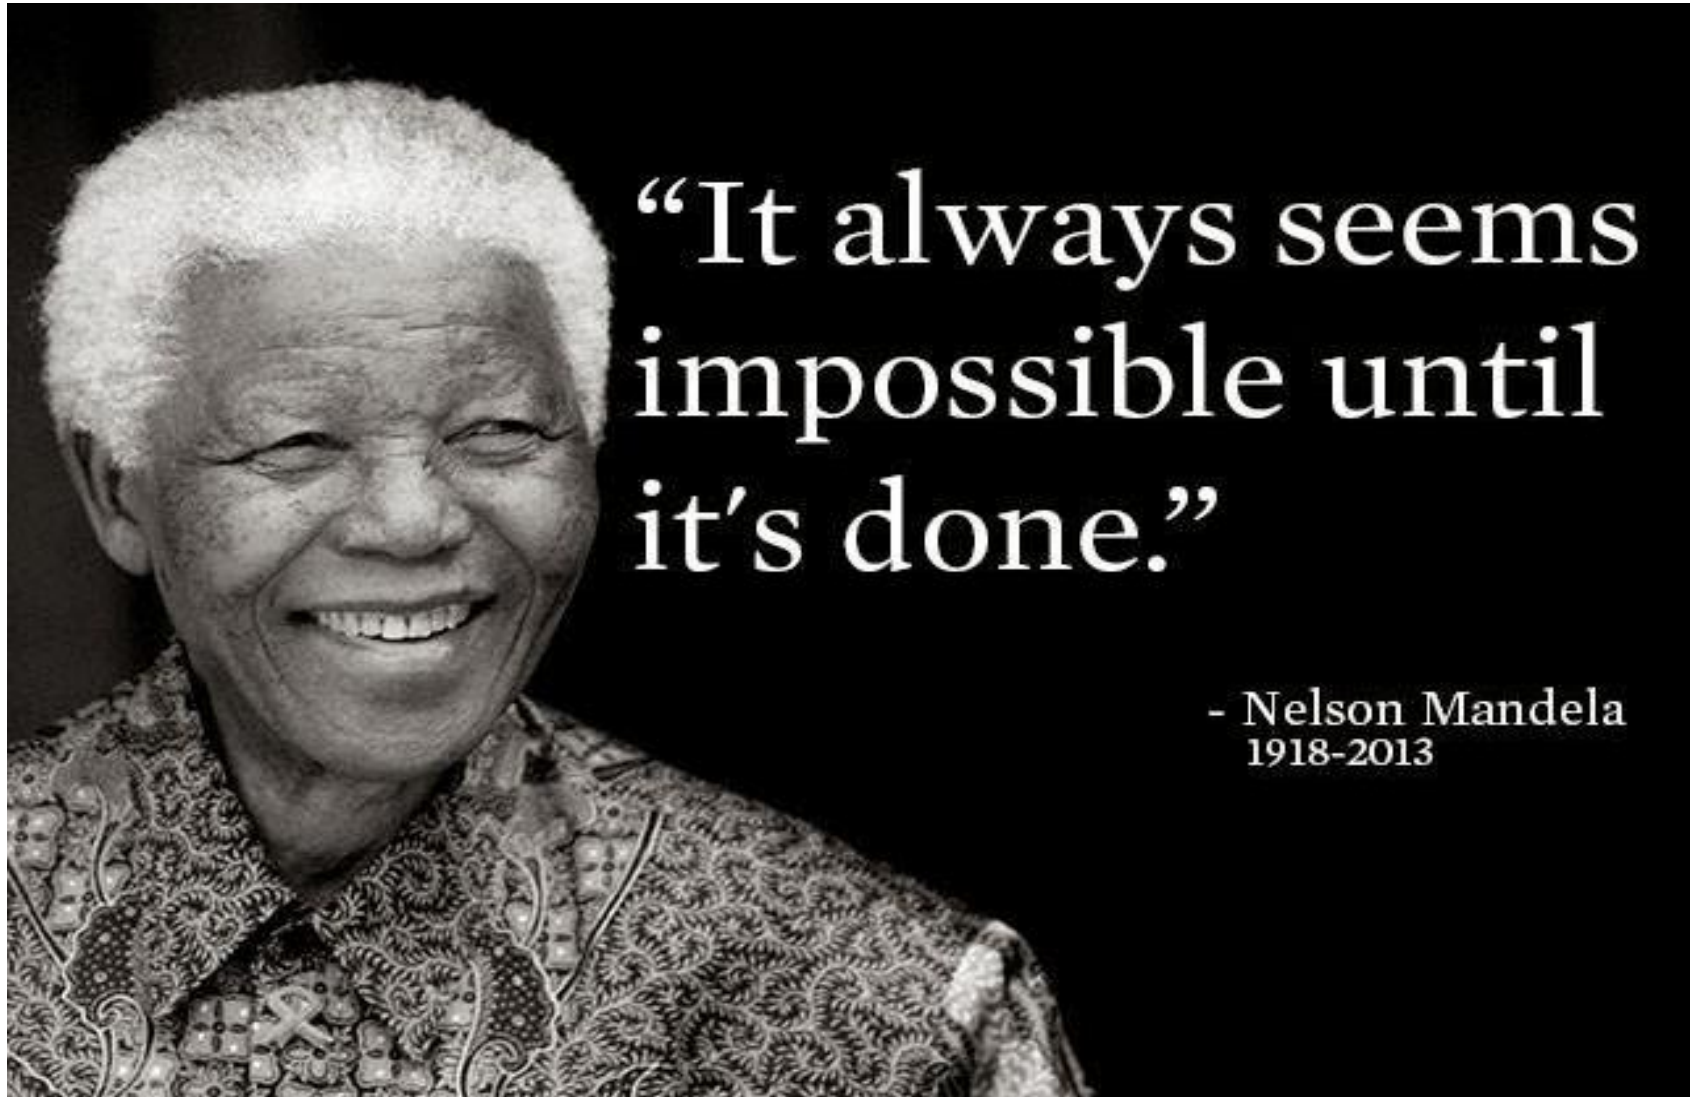 “It always seems
impossible until
it's done.”
- Nelson Mandela
1918-2013